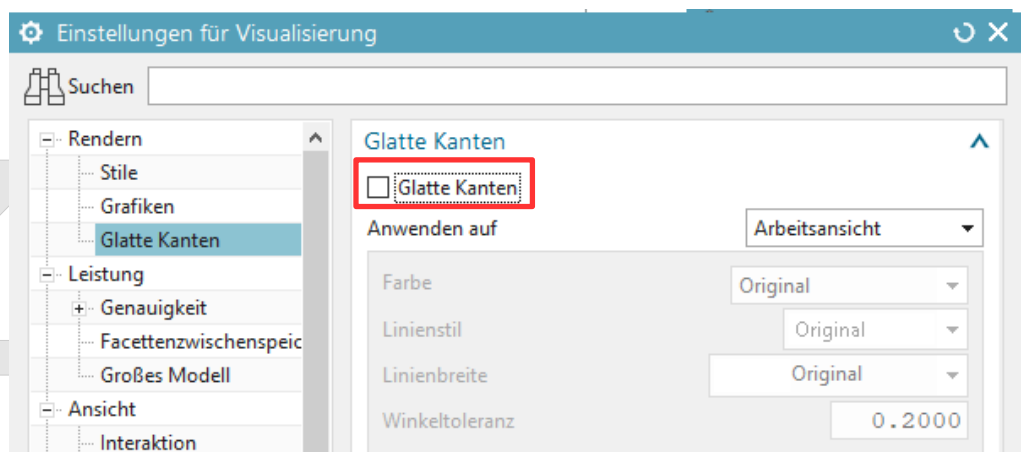 Einstellungen für Visualisierung
Suchen
Rendern
Stile
Grafiken
Glatte Kanten
Leistung
Genauigkeit
Facettenzwischenspeic
Großes Modell
Ansicht
Interaktion
Glatte Kanten
Glatte Kanten
Anwenden auf Arbeitsansicht
Farbe Original
Linienstil Original
Linienbreite Original
Winkeltoleranz 0.2000